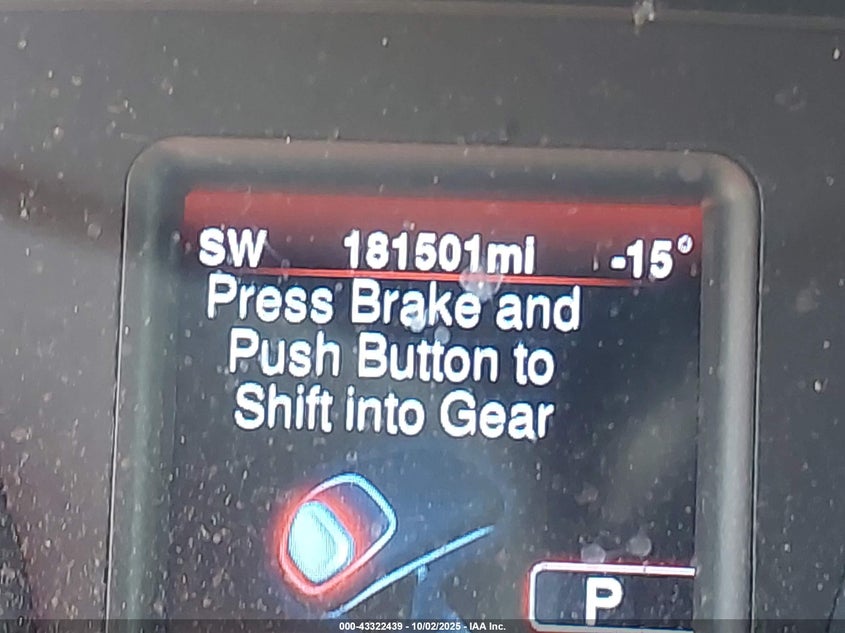 SW 181501mi -15°
Press Brake and
Push Button to
Shift into Gear
P
000-43322439 - 10/02/2025 - IAA Inc.